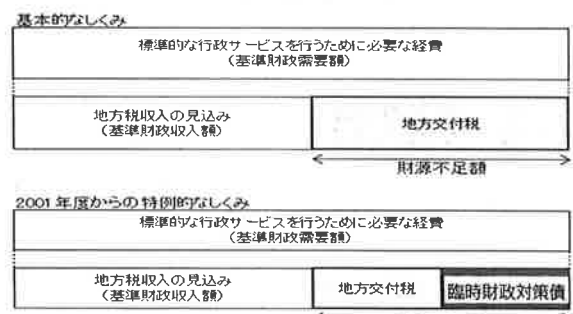 基本的なしくみ
標準的な行政サービスを行うために必要な経費
(基準財政需要額)
地方税収入の見込み
(基準財政収入額)
地方交付税
財源不足額
2001年度からの特例的なしくみ
標準的な行政サービスを行うために必要な経費
(基準財政需要額)
地方税収入の見込み
(基準財政収入額)
地方交付税
臨時財政対策債